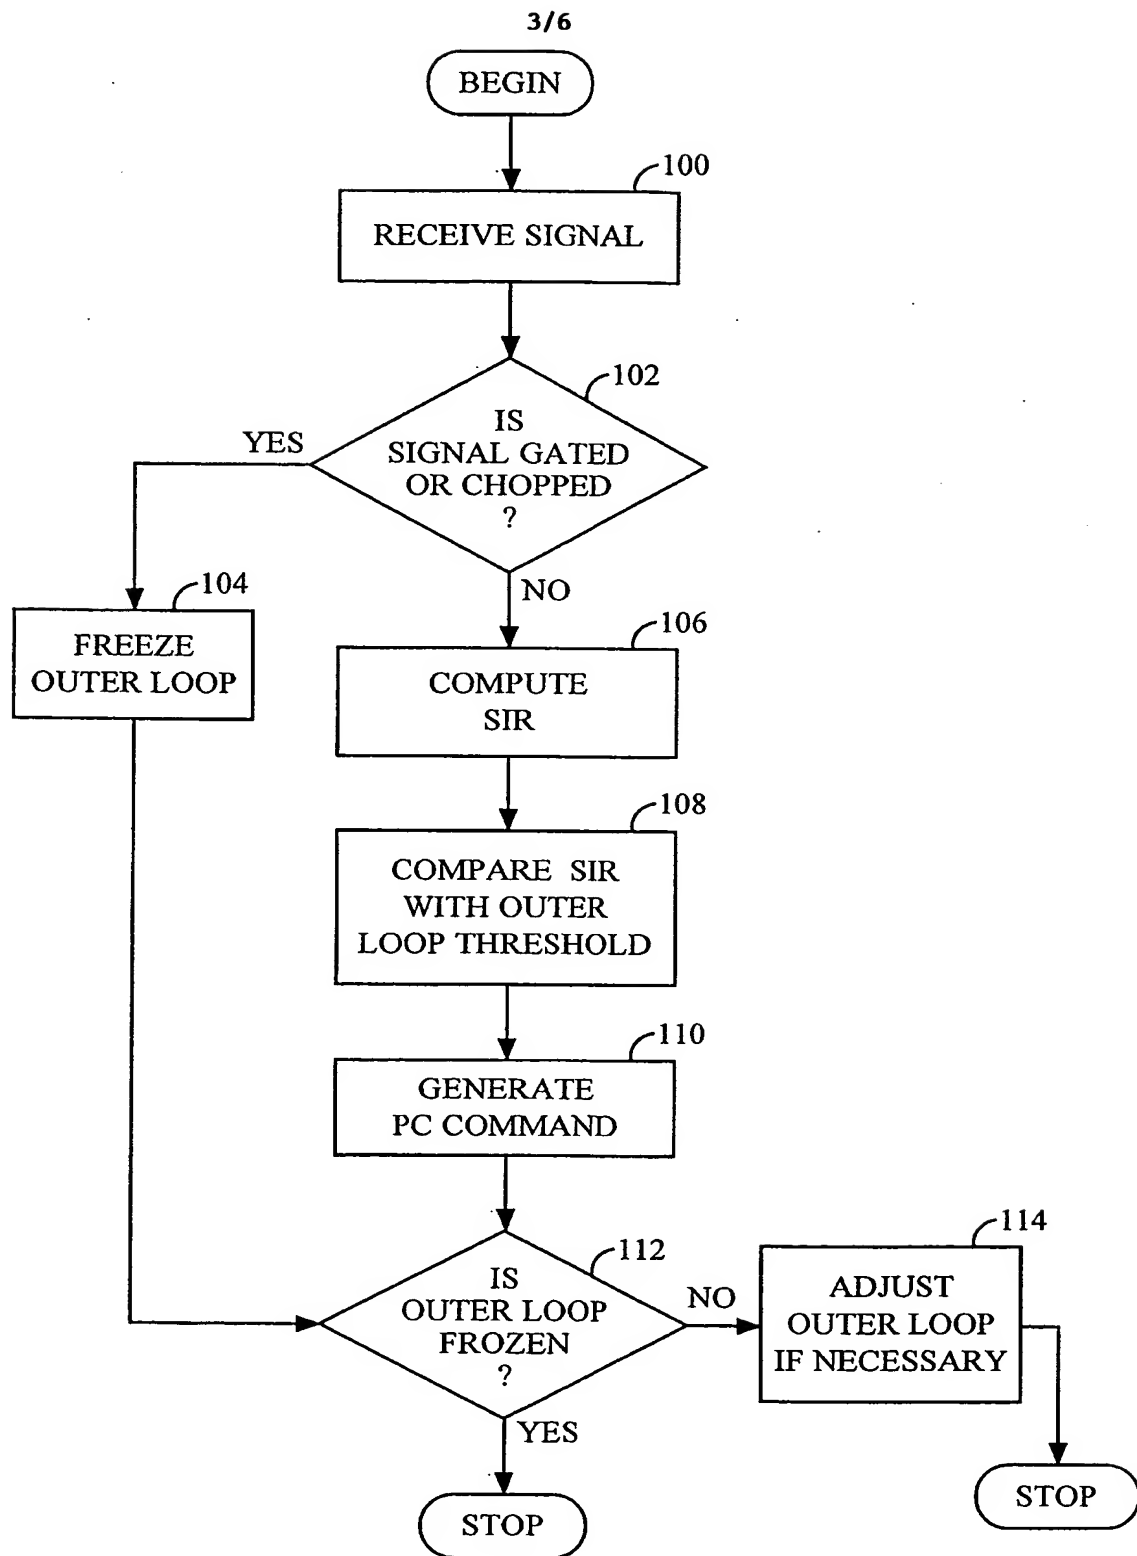 3/6
BEGIN
100
RECEIVE SIGNAL
102
IS
SIGNAL GATED
OR CHOPPED
?
YES
NO
104
FREEZE
OUTER LOOP
106
COMPUTE
SIR
108
COMPARE SIR
WITH OUTER
LOOP THRESHOLD
110
GENERATE
PC COMMAND
112
IS
OUTER LOOP
FROZEN
?
NO
YES
114
ADJUST
OUTER LOOP
IF NECESSARY
STOP
STOP